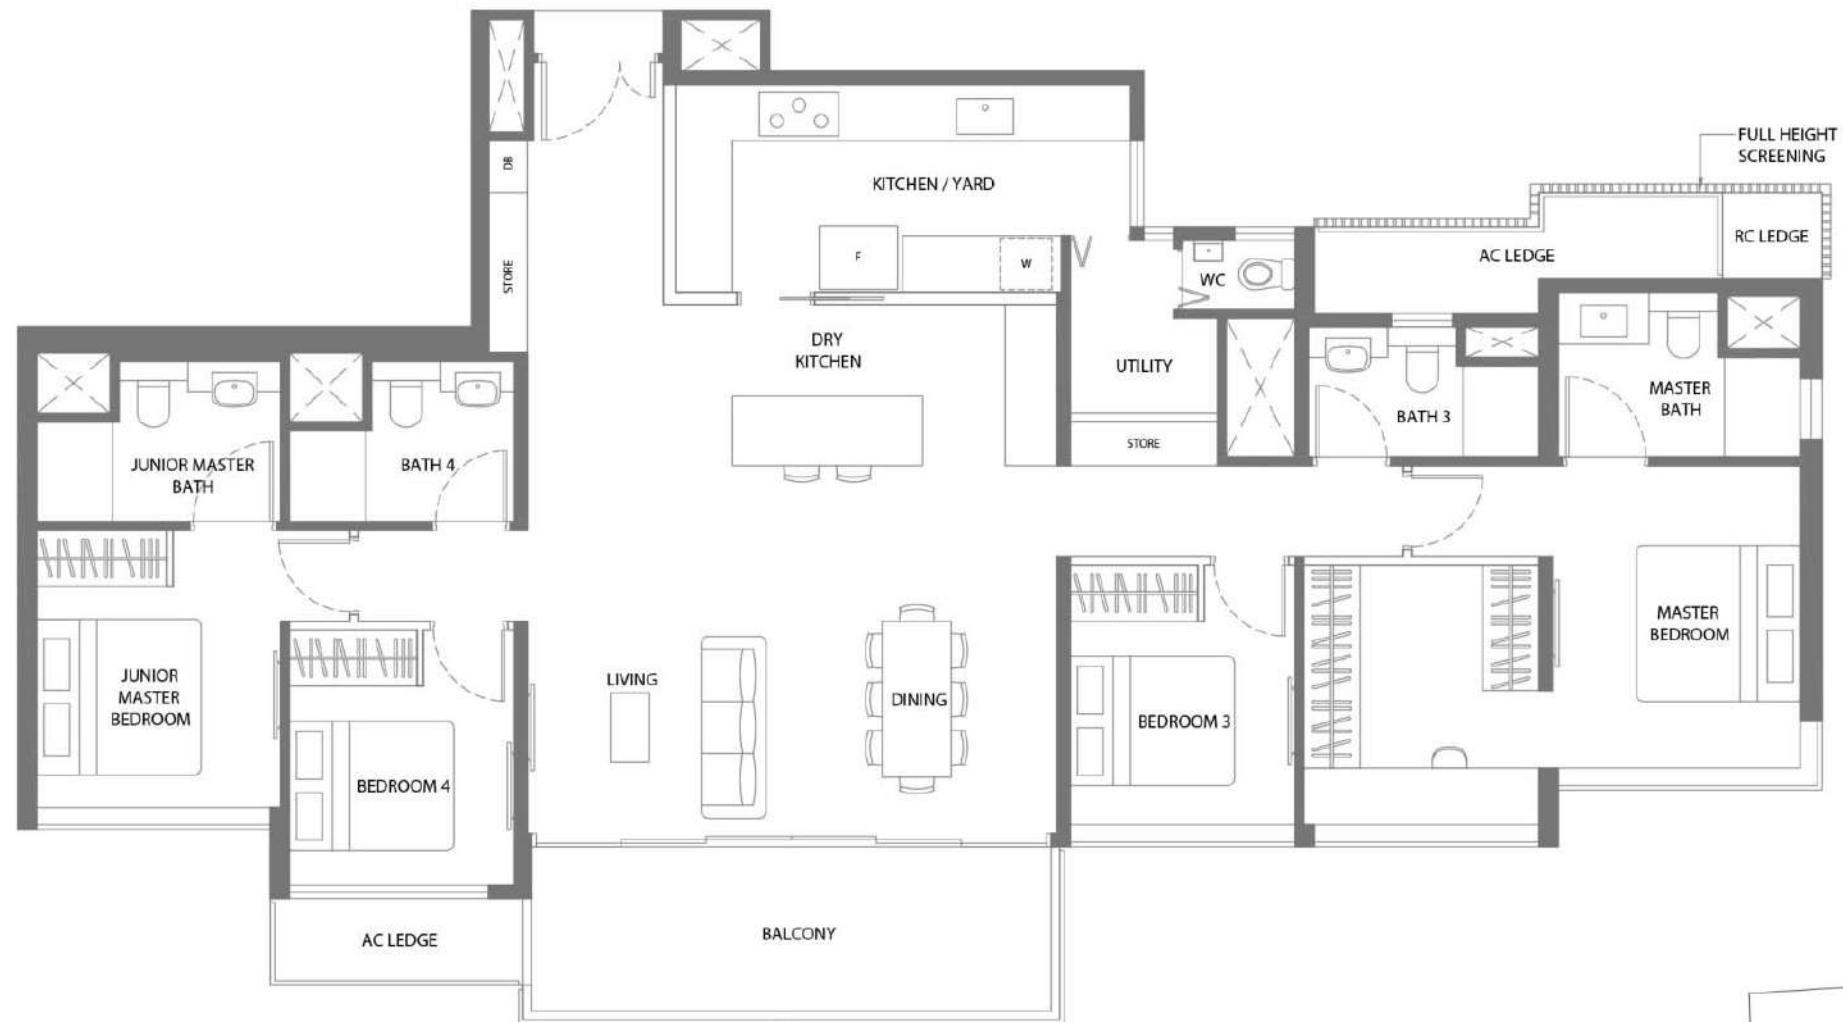 FULL HEIGHT
SCREENING
DB
KITCHEN / YARD
STORE
F
W
WC
AC LEDGE
RC LEDGE
DRY
KITCHEN
UTILITY
MASTER
BATH
BATH 3
STORE
JUNIOR MASTER
BATH
BATH 4
MASTER
BEDROOM
JUNIOR
MASTER
BEDROOM
LIVING
DINING
BEDROOM 3
BEDROOM 4
AC LEDGE
BALCONY